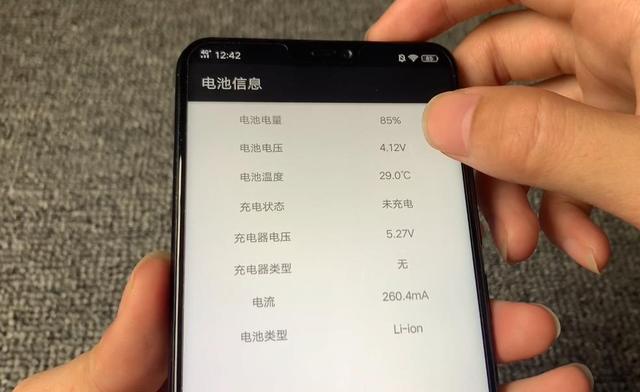 12:42
85
电池信息
电池电量 85%
电池电压 4.12V
电池温度 29.0℃
充电状态 未充电
充电器电压 5.27V
充电器类型 无
电流 260.4mA
电池类型 Li-ion